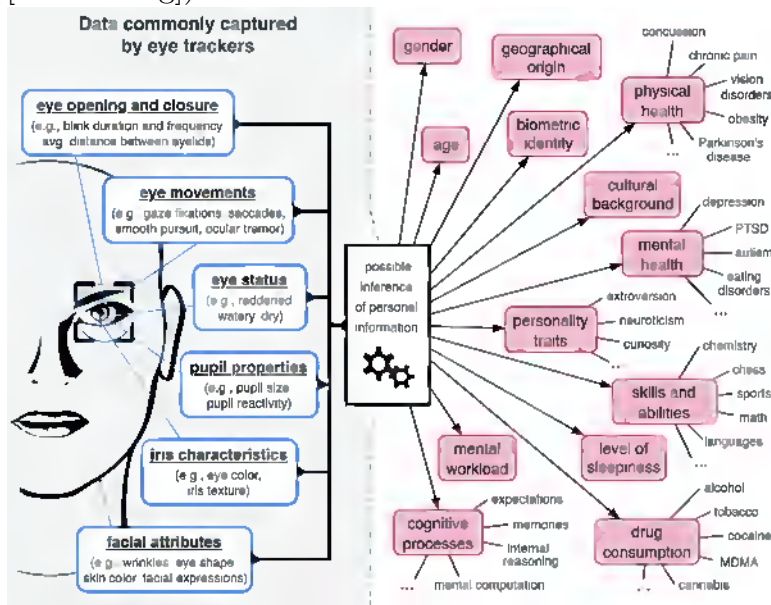 Data commonly captured
by eye trackers
eye opening and closure
(e.g., blink duration and frequency
avg. distance between eyelids)
eye movements
(e.g., gaze fixations, saccades,
smooth pursuit, ocular tremor)
eye status
(e.g., reddened
watery, dry)
pupil properties
(e.g., pupil size
pupil reactivity)
iris characteristics
(e.g., eye color,
iris texture)
facial attributes
(e.g., wrinkles, eye shape
skin color, facial expressions)
possible
inference
of personal
information
gender
geographical
origin
age
biometric
identity
physical
health
concussion
chronic pain
vision
disorders
obesity
Parkinson's
disease
...
cultural
background
mental
health
depression
PTSD
autism
eating
disorders
...
personality
traits
extroversion
neuroticism
curiosity
...
skills and
abilities
chemistry
chess
sports
math
languages
...
mental
workload
level of
sleepiness
cognitive
processes
expectations
memories
internal
reasoning
mental computation
...
drug
consumption
alcohol
tobacco
cocaine
MDMA
cannabis
...